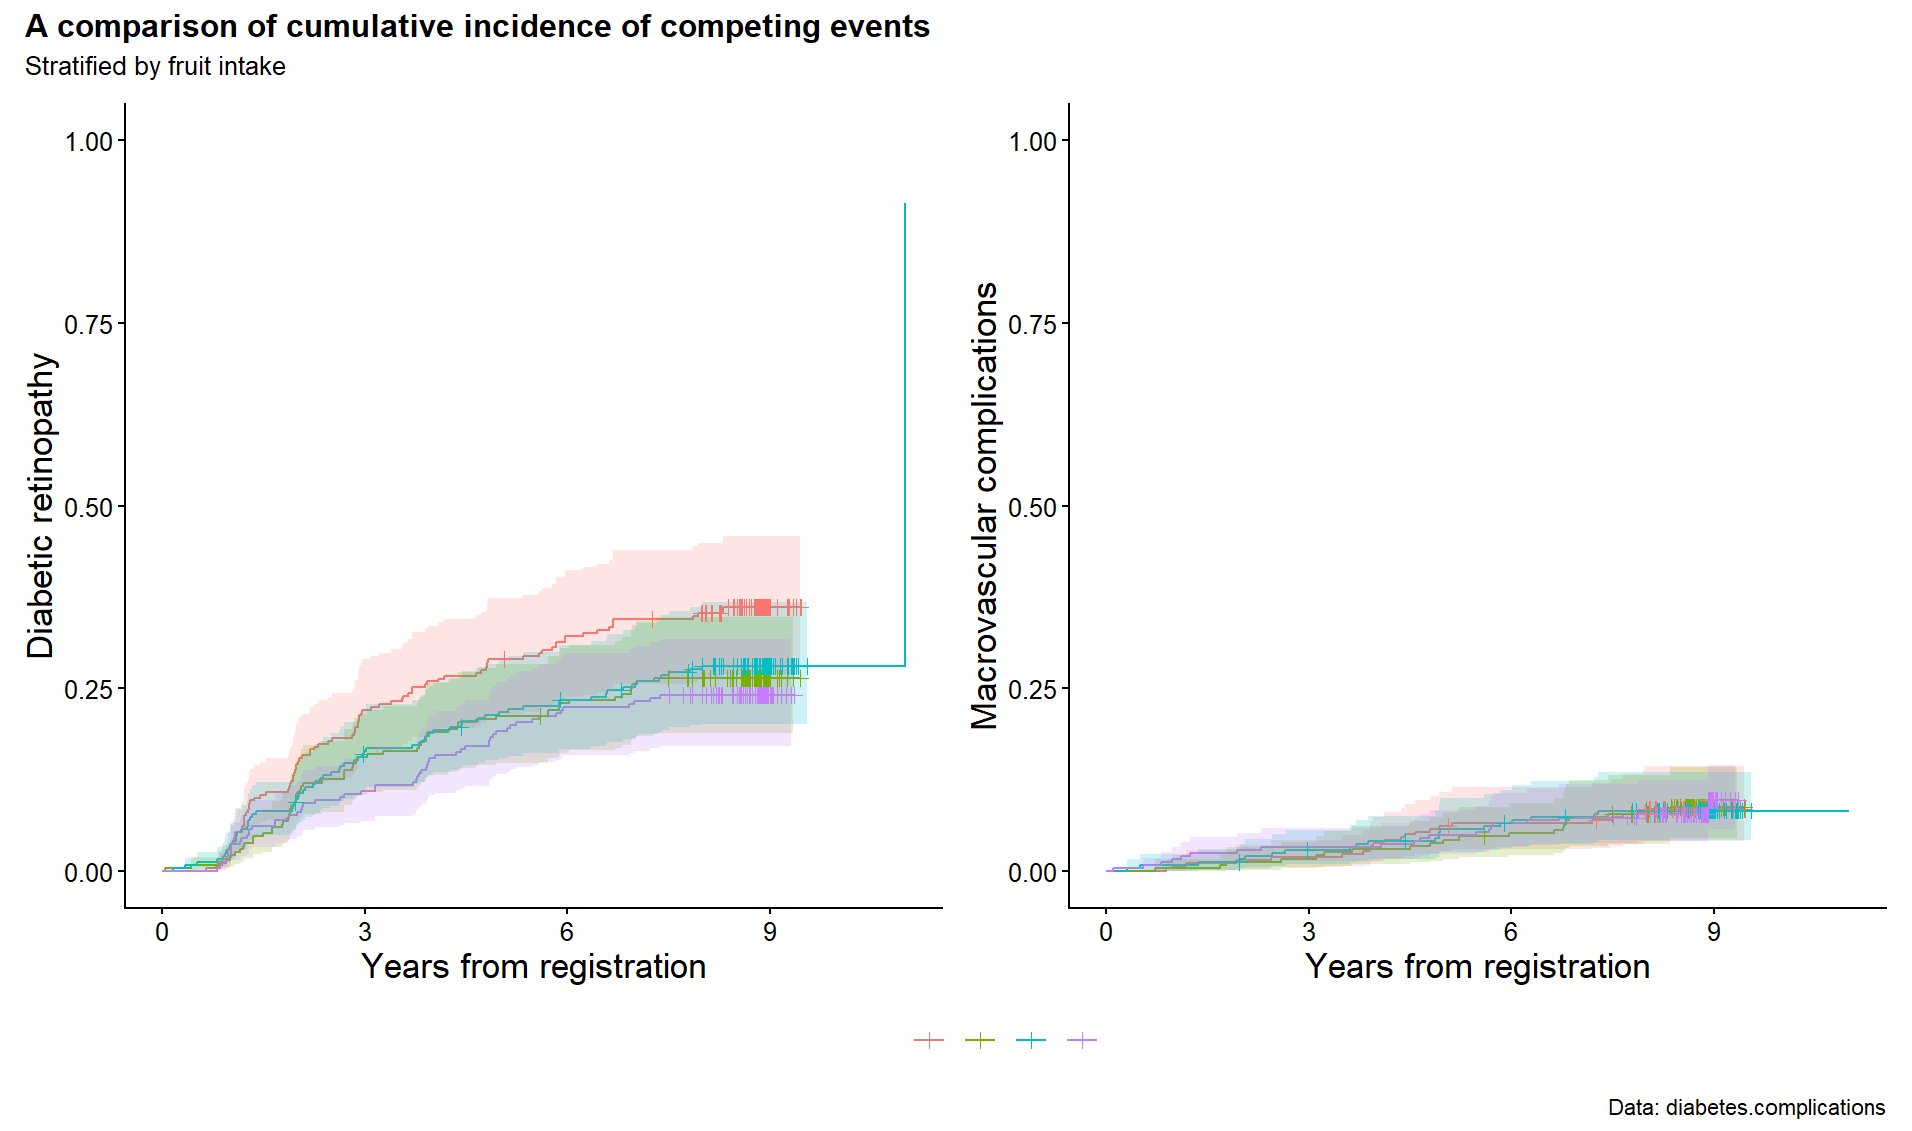 A comparison of cumulative incidence of competing events
Stratified by fruit intake
Diabetic retinopathy
1.00
0.75
0.50
0.25
0.00
0 3 6 9
Years from registration
Macrovascular complications
1.00
0.75
0.50
0.25
0.00
0 3 6 9
Years from registration
Data: diabetes.complications